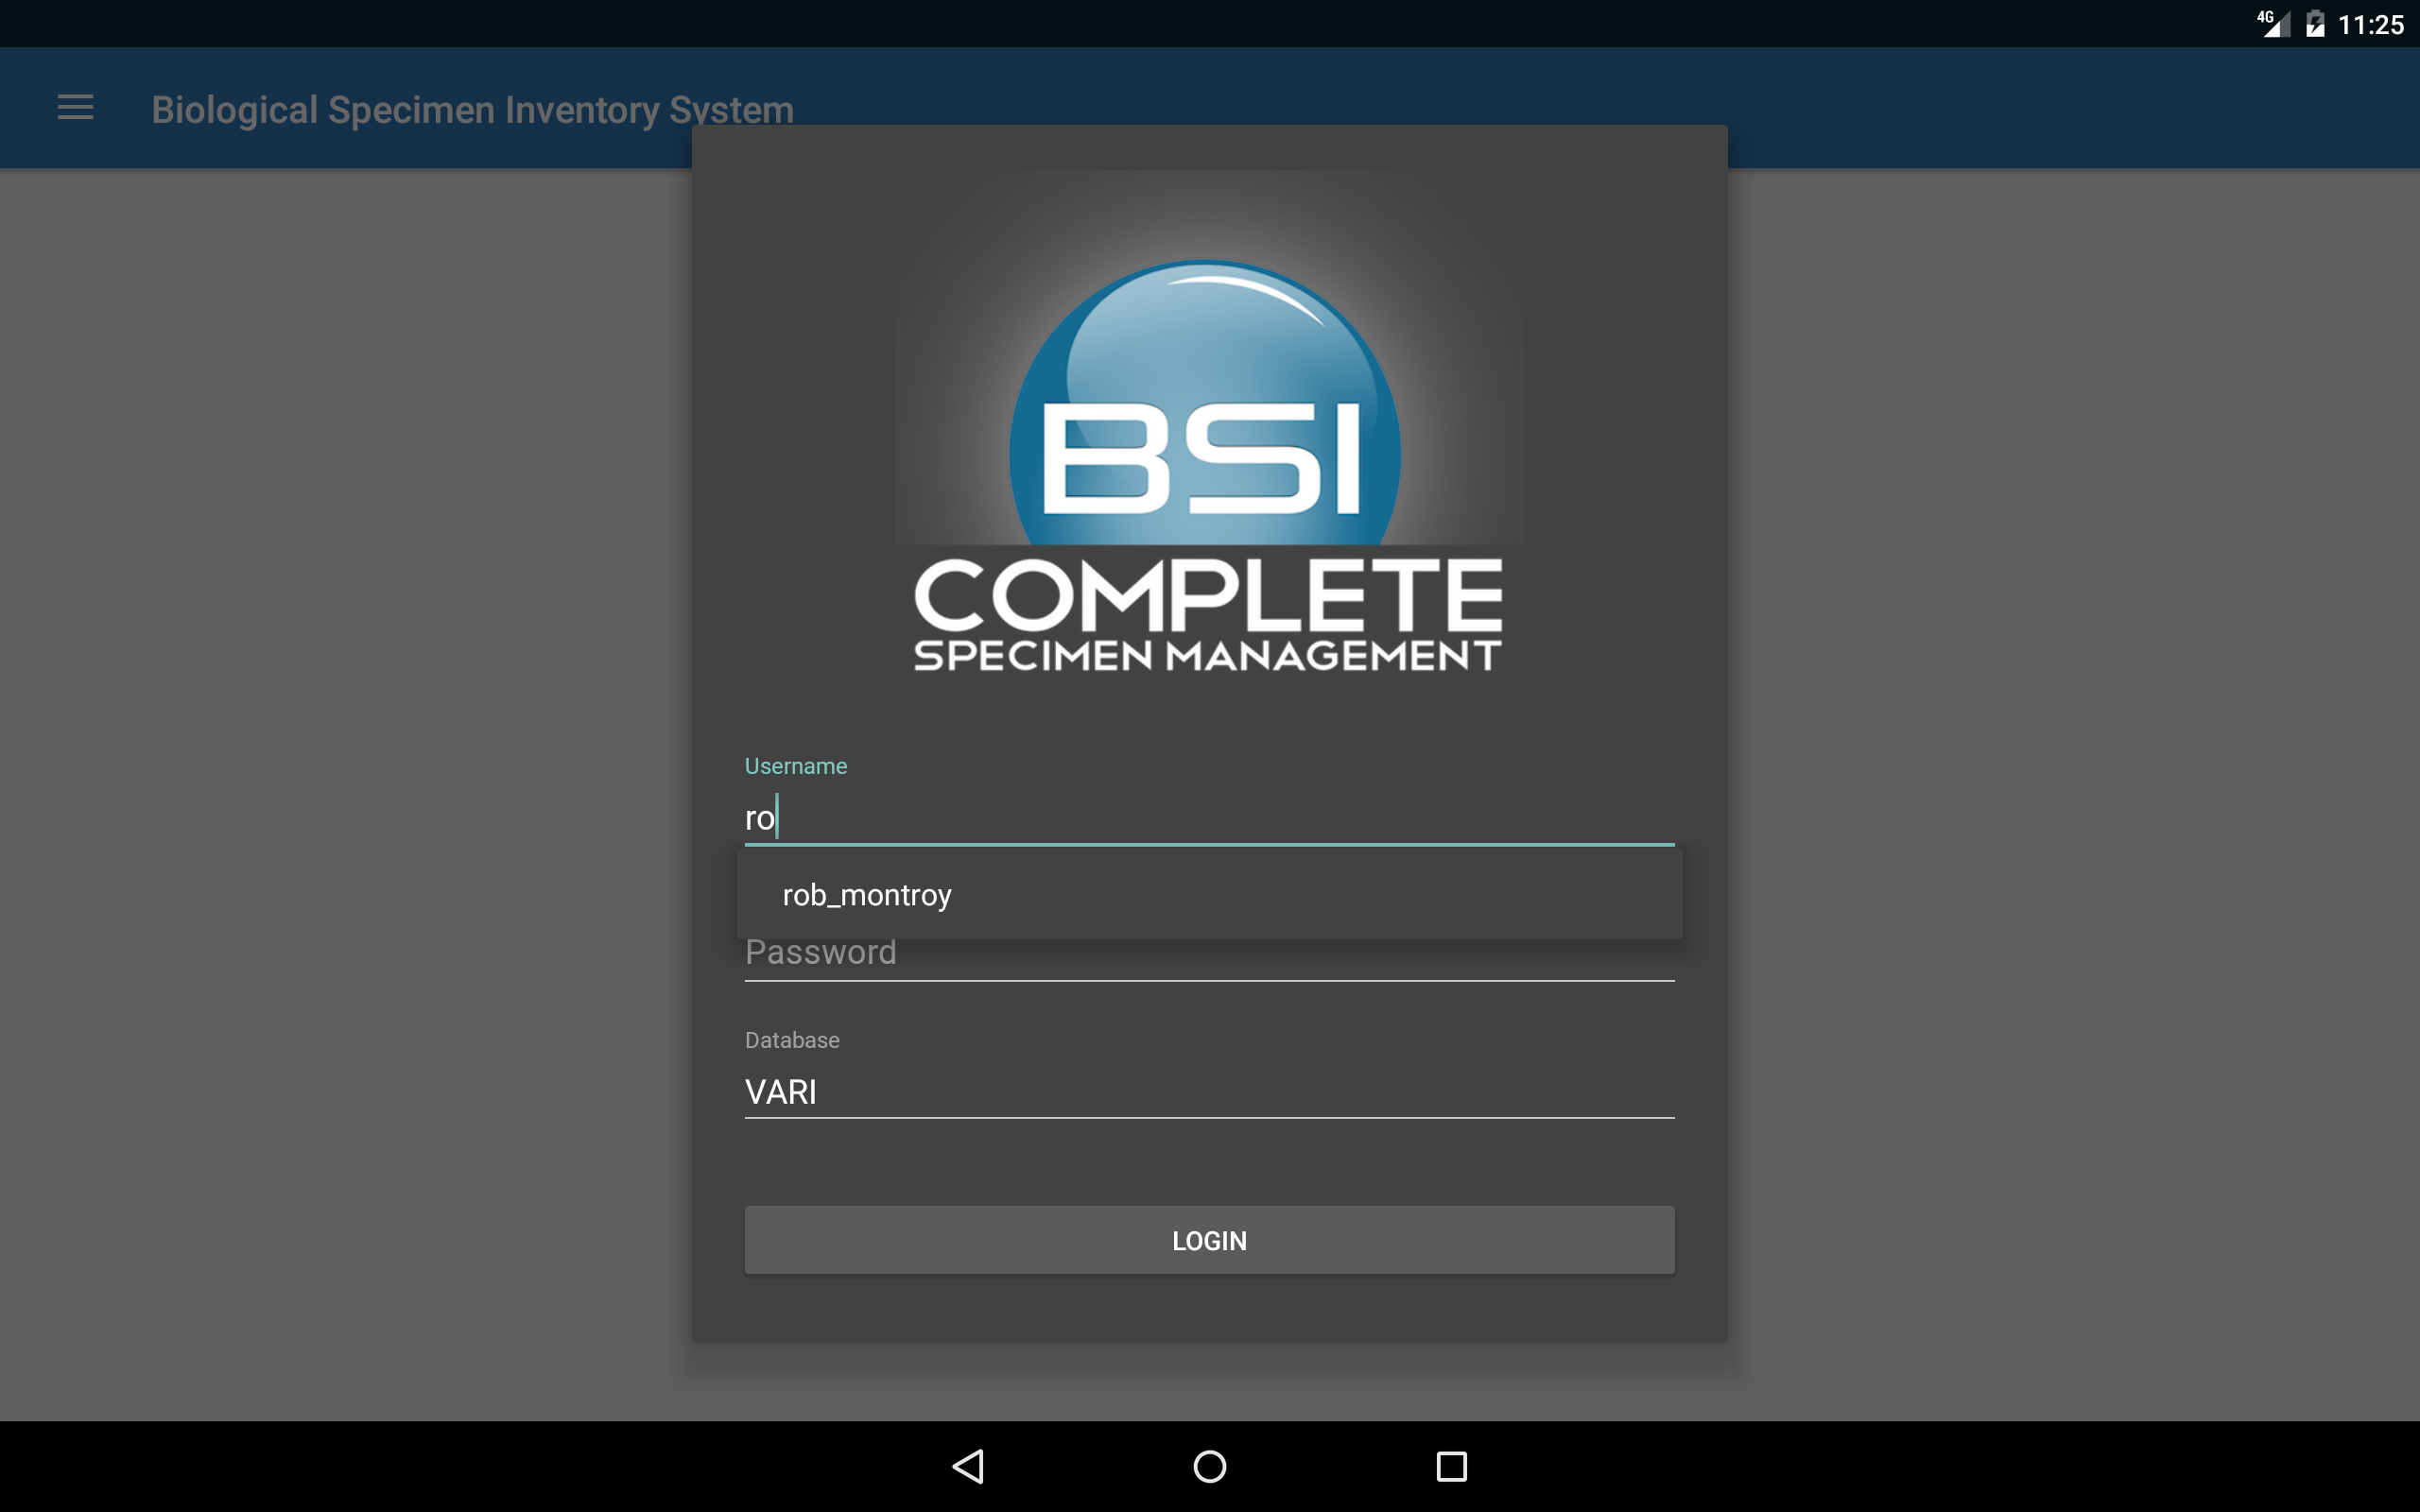 4G 11:25
Biological Specimen Inventory System
BSI
COMPLETE
SPECIMEN MANAGEMENT
Username
ro
rob_montroy
Password
Database
VARI
LOGIN